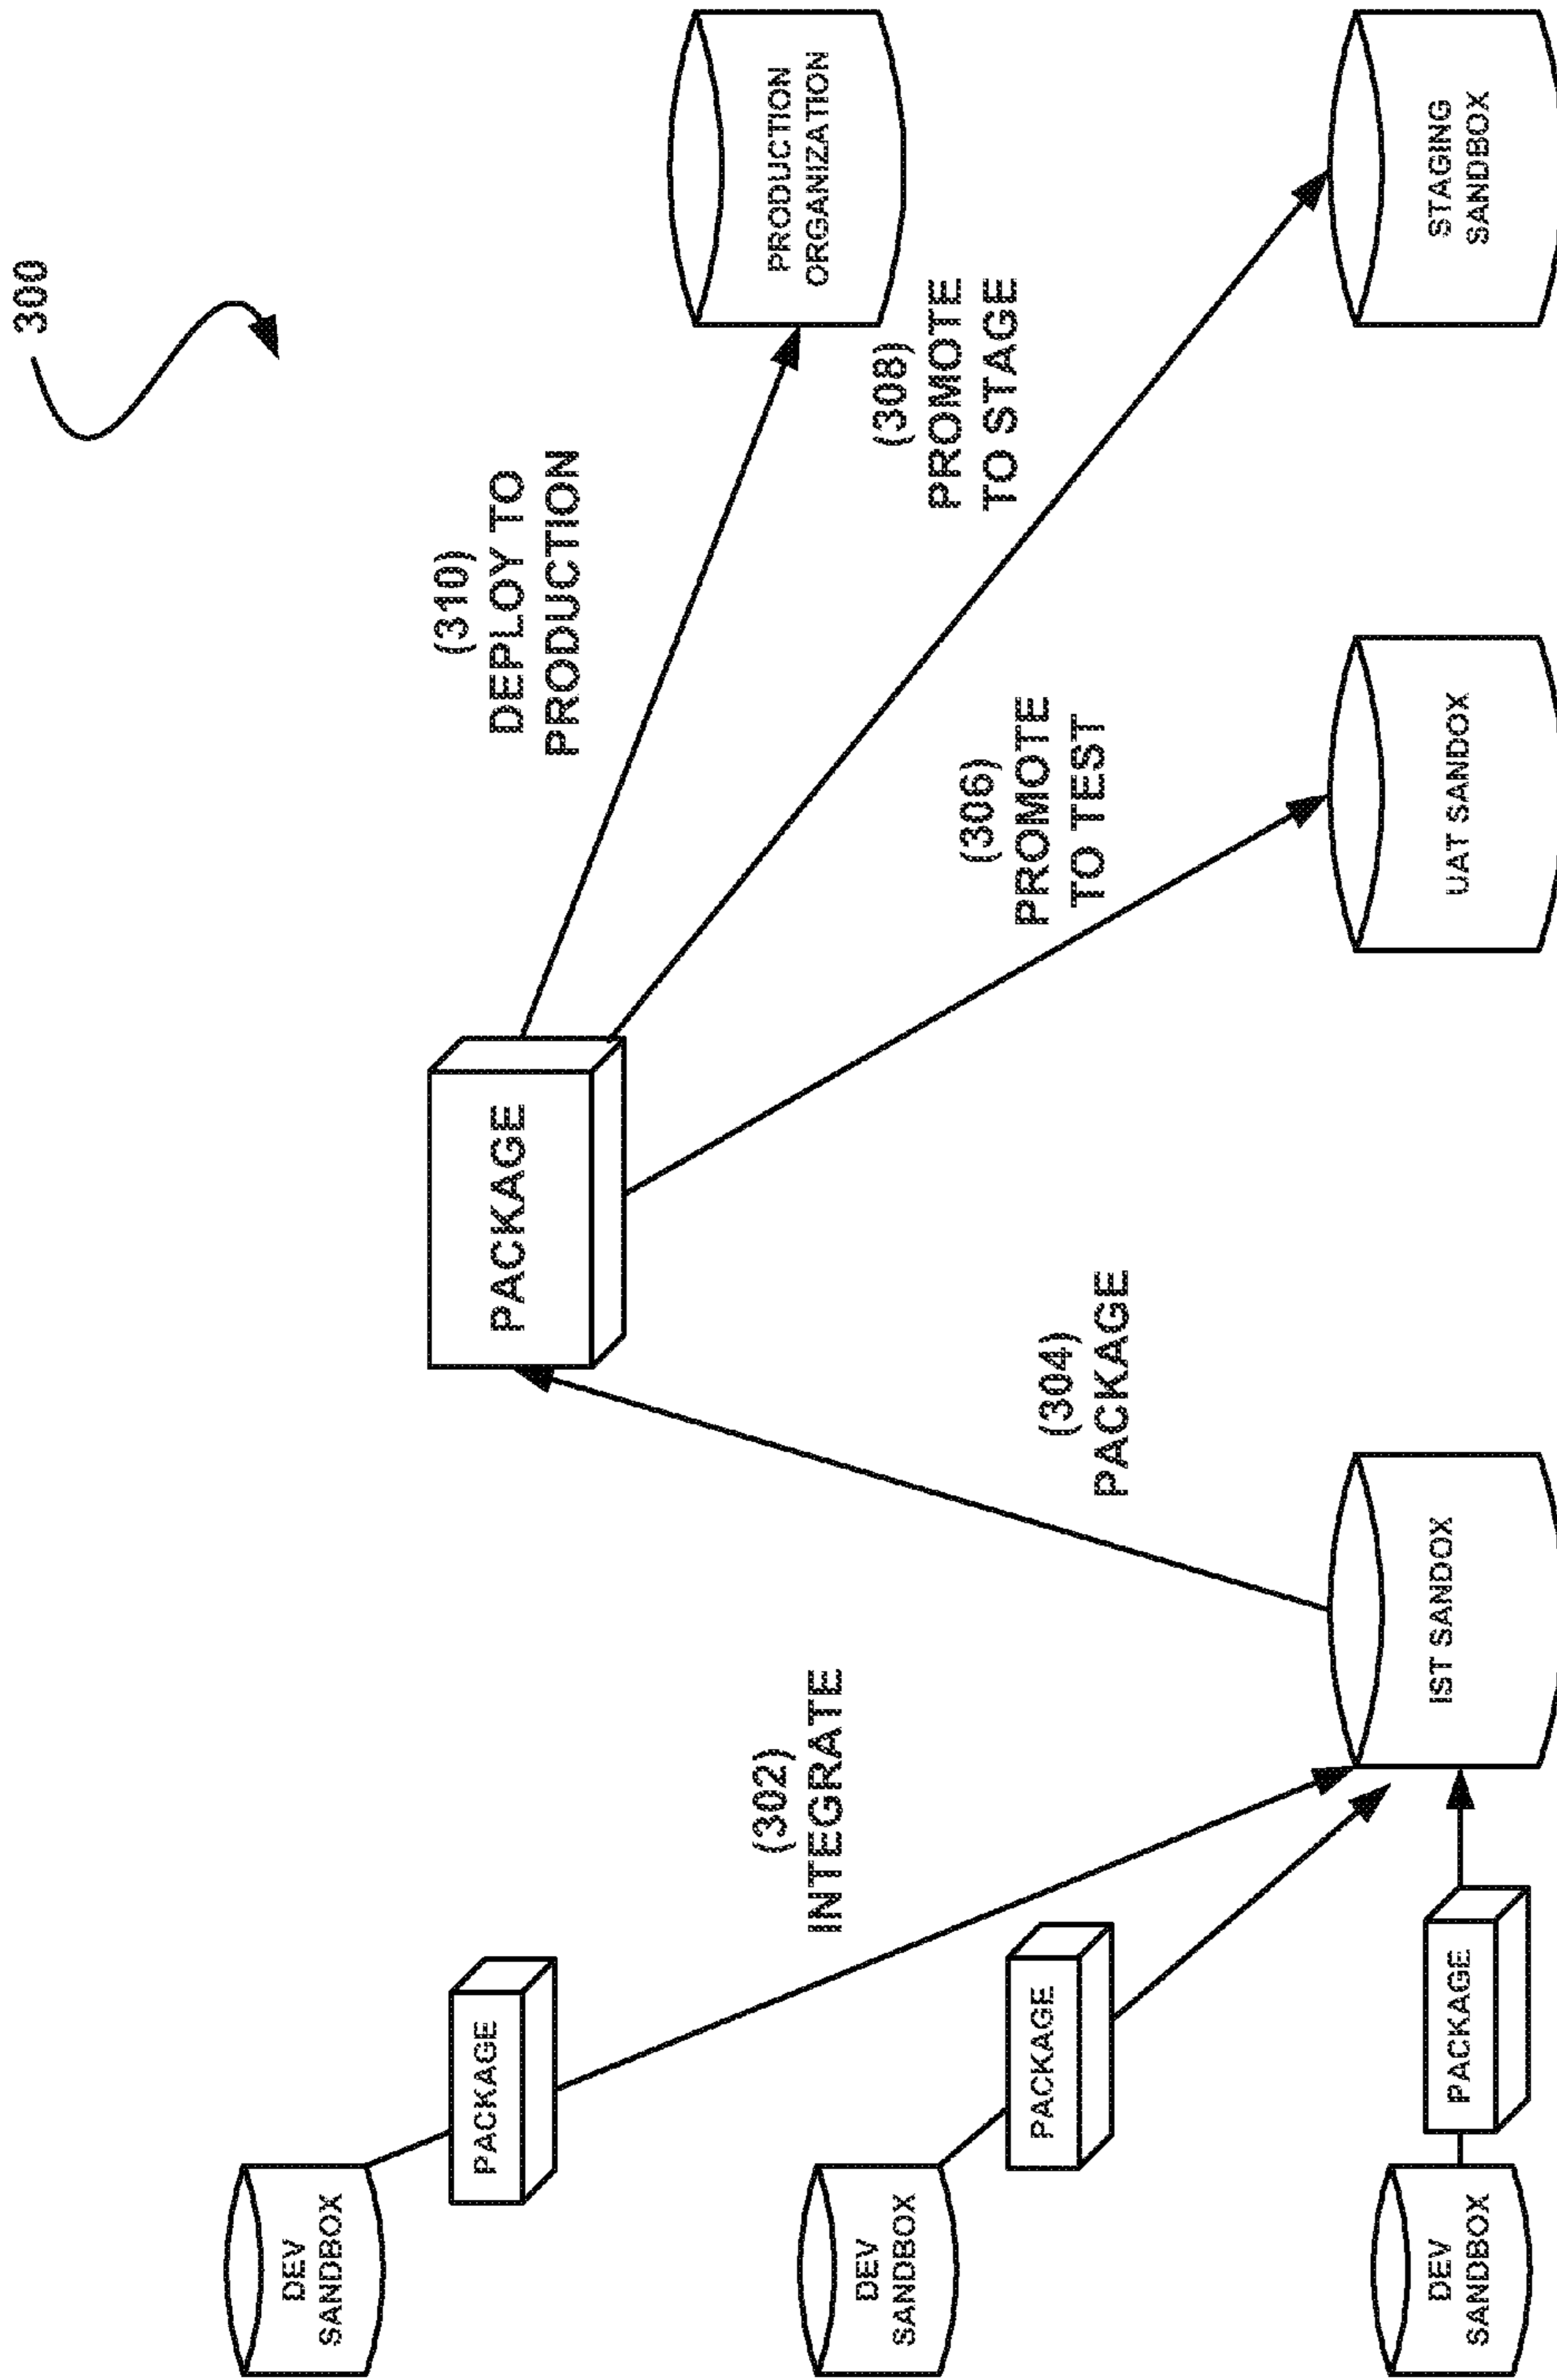 300
(310)
DEPLOY TO
PRODUCTION
PRODUCTION
ORGANIZATION
(308)
PROMOTE
TO STAGE
STAGING
SANDBOX
PACKAGE
(306)
PROMOTE
TO TEST
UAT SANDOX
(304)
PACKAGE
IST SANDOX
(302)
INTEGRATE
DEV
SANDBOX
PACKAGE
DEV
SANDBOX
PACKAGE
DEV
SANDBOX
PACKAGE